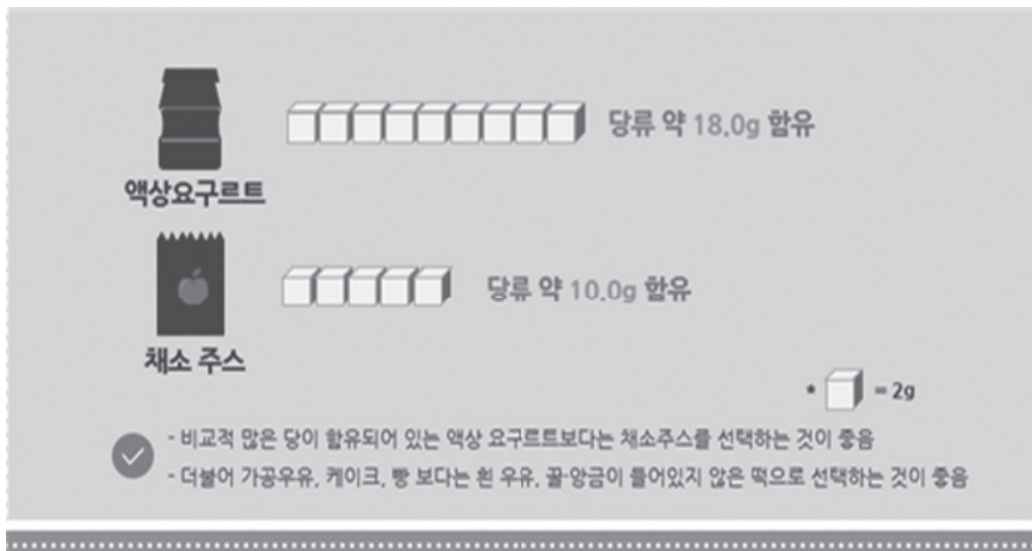 당류 약 18.0g 함유
액상요구르트
당류 약 10.0g 함유
채소 주스
* = 2g
- 비교적 많은 당이 함유되어 있는 액상 요구르트보다는 채소주스를 선택하는 것이 좋음
- 더불어 가공우유, 케이크, 빵 보다는 흰 우유, 꿀·앙금이 들어있지 않은 떡으로 선택하는 것이 좋음